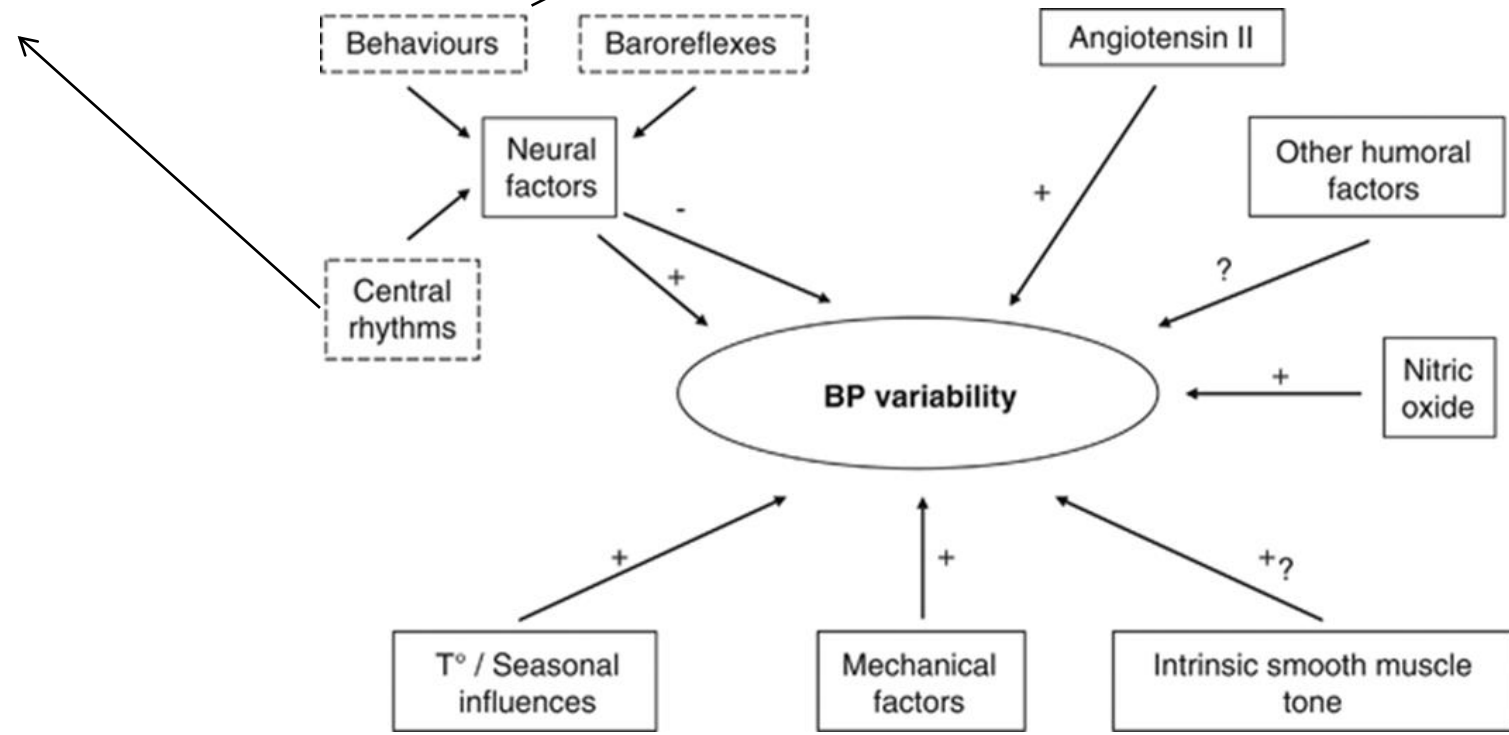 Behaviours
Baroreflexes
Angiotensin II
Neural
factors
Other humoral
factors
-
+
+
?
Central
rhythms
BP variability
+
Nitric
oxide
+
+
+?
T° / Seasonal
influences
Mechanical
factors
Intrinsic smooth muscle
tone